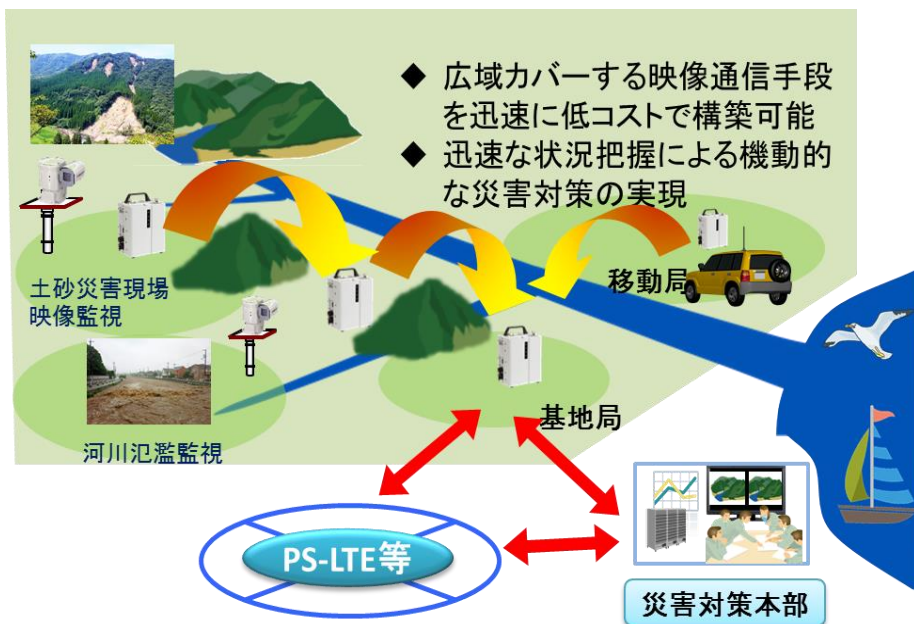 ◆ 広域カバーする映像通信手段
を迅速に低コストで構築可能
◆ 迅速な状況把握による機動的
な災害対策の実現
移動局
土砂災害現場
映像監視
基地局
河川氾濫監視
PS-LTE等
災害対策本部